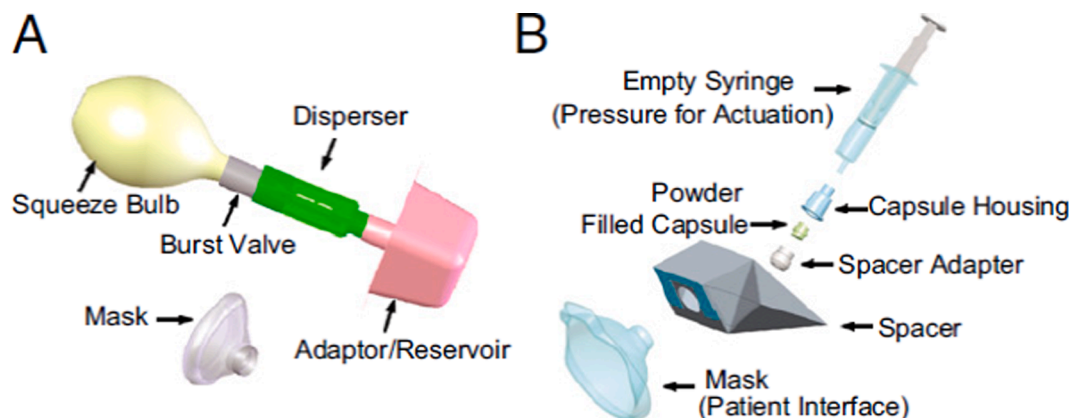 A
Disperser
Squeeze Bulb
Burst Valve
Mask
Adaptor/Reservoir
B
Empty Syringe
(Pressure for Actuation)
Powder
Filled Capsule
Capsule Housing
Spacer Adapter
Spacer
Mask
(Patient Interface)